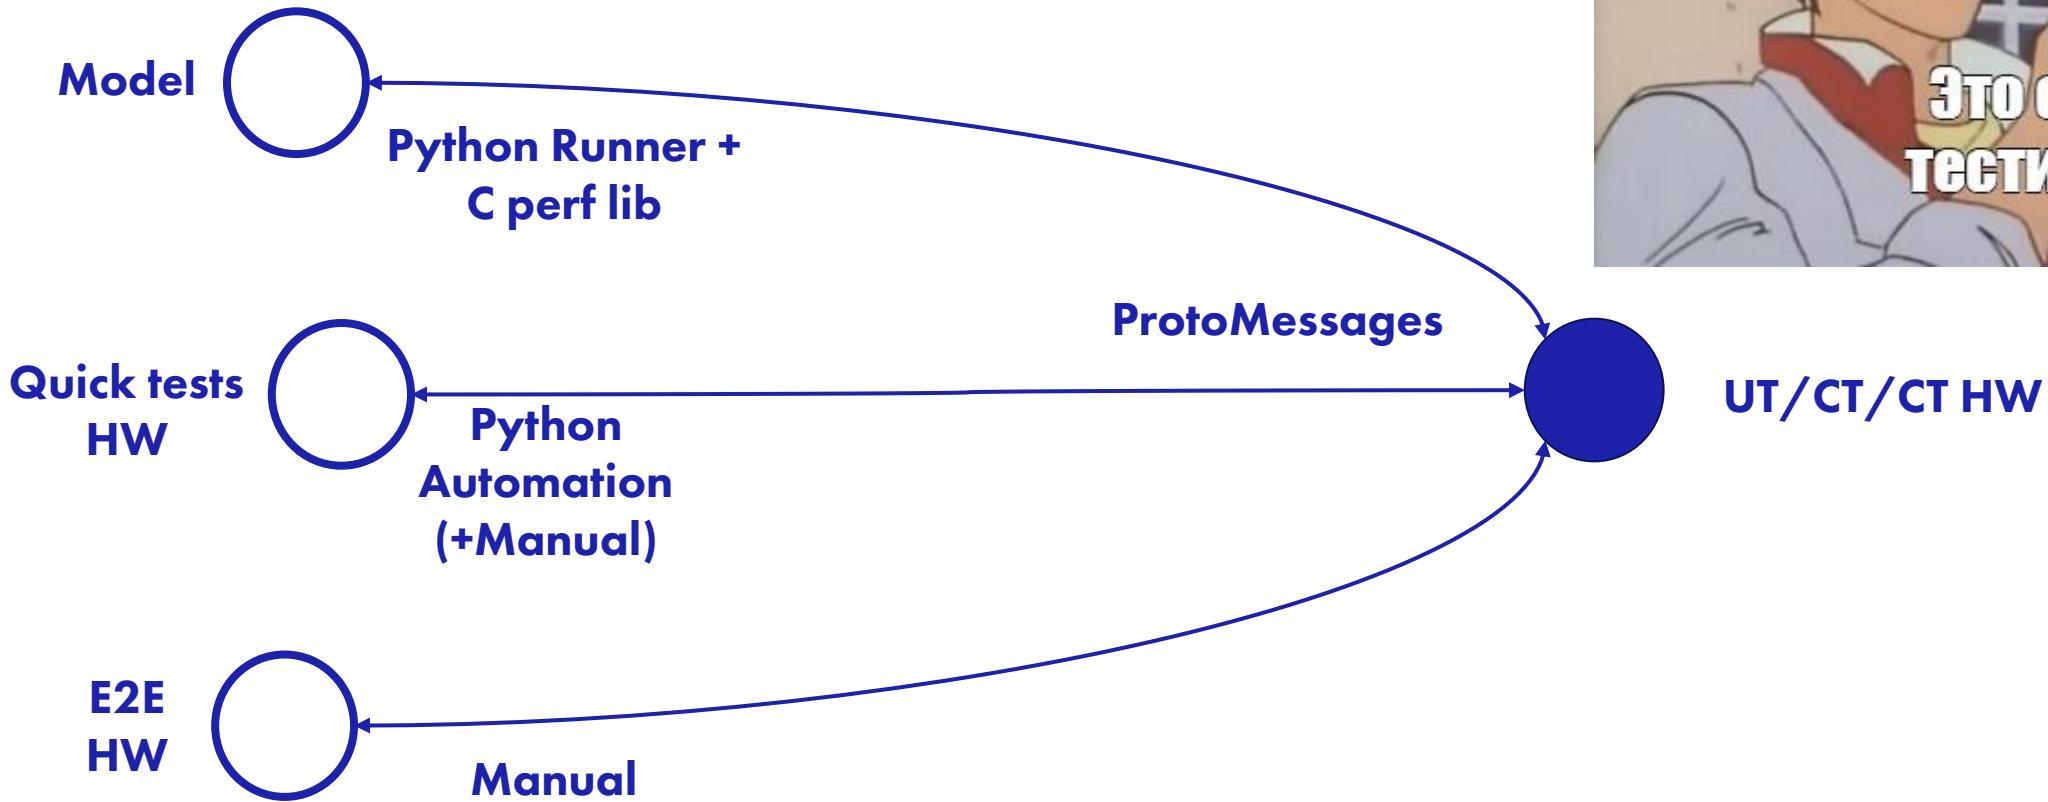 Model
Python Runner +
C perf lib
Это
ProtoMessages
Quick tests
HW
Python
Automation
(+Manual)
UT/CT/CT HW
E2E
HW
Manual